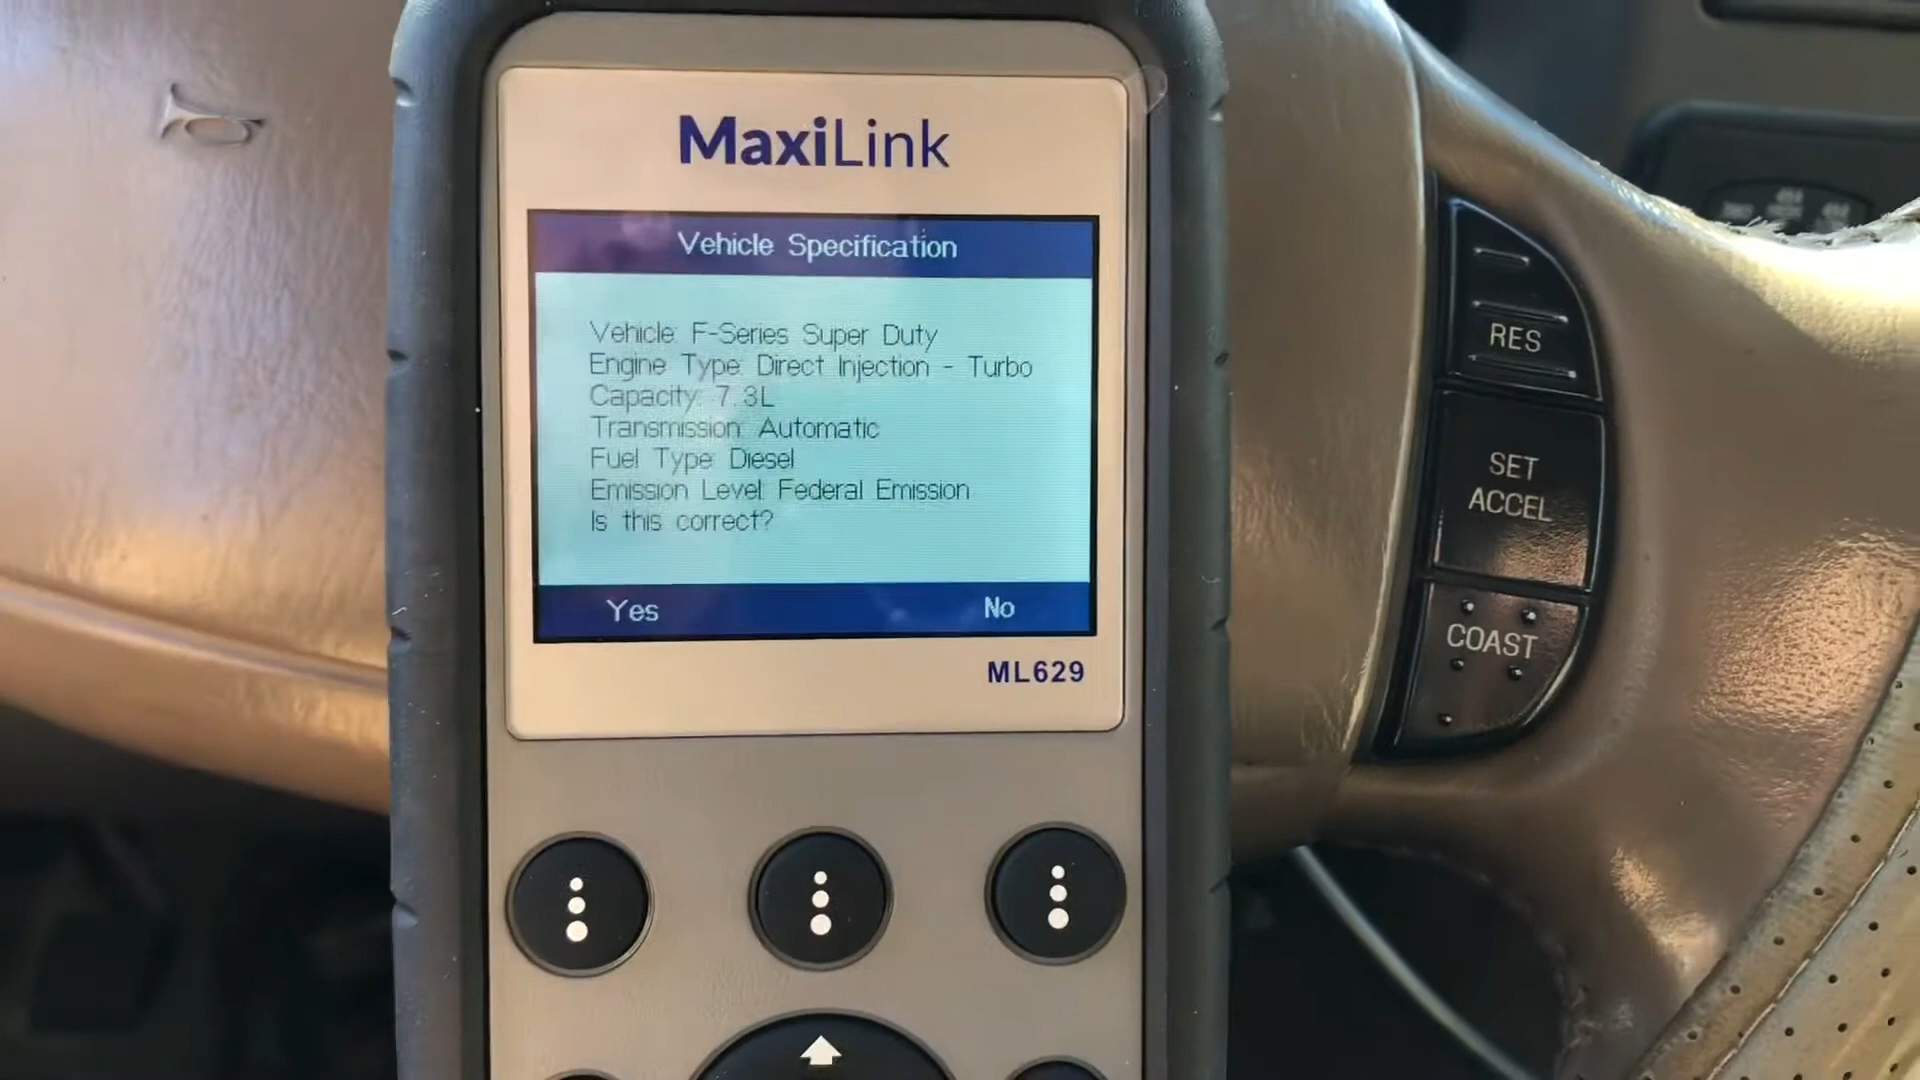 MaxiLink
Vehicle Specification
Vehicle: F-Series Super Duty
Engine Type: Direct Injection - Turbo
Capacity: 7.3L
Transmission: Automatic
Fuel Type: Diesel
Emission Level: Federal Emission
Is this correct?
Yes No
ML629
RES
SET
ACCEL
COAST